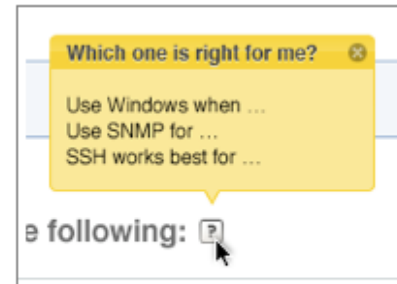 Which one is right for me?
Use Windows when ...
Use SNMP for ...
SSH works best for ...
e following: ?